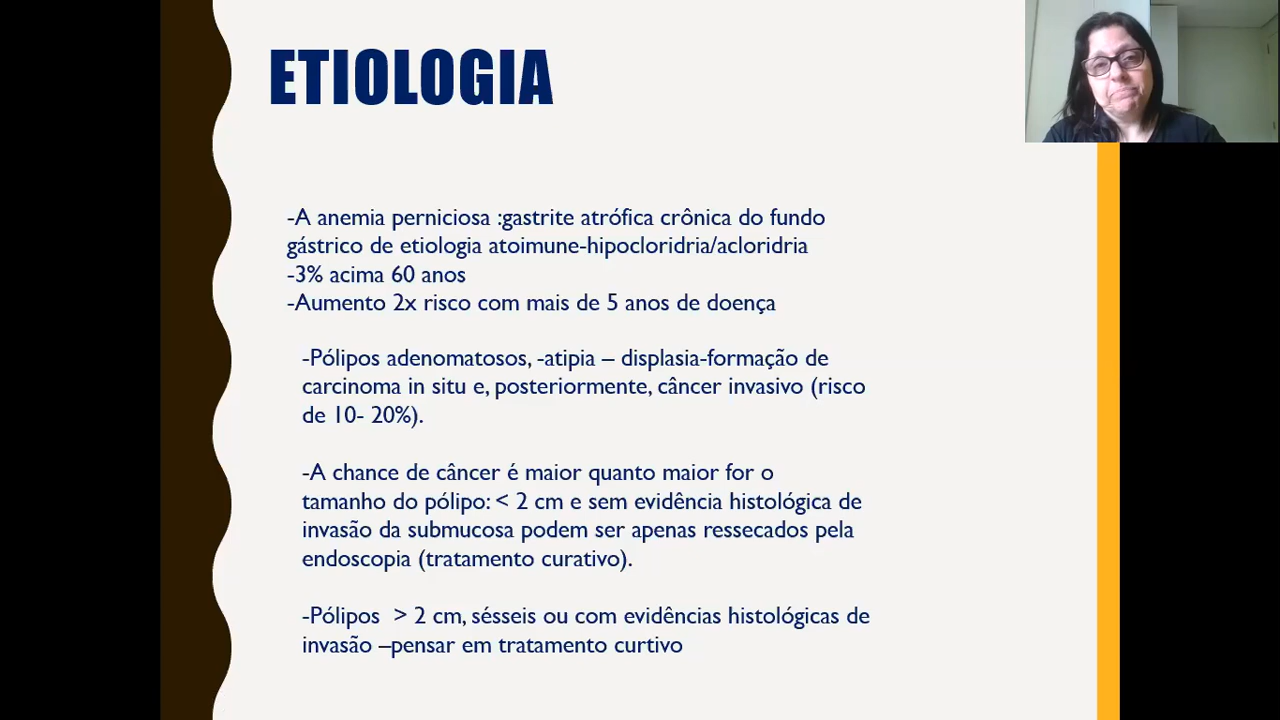 ETIOLOGIA
-A anemia perniciosa :gastrite atrófica crônica do fundo
gástrico de etiologia atoimune-hipocloridria/acloridria
-3% acima 60 anos
-Aumento 2x risco com mais de 5 anos de doença
-Pólipos adenomatosos, -atipia – displasia-formação de
carcinoma in situ e, posteriormente, câncer invasivo (risco
de 10- 20%).
-A chance de câncer é maior quanto maior for o
tamanho do pólipo: < 2 cm e sem evidência histológica de
invasão da submucosa podem ser apenas ressecados pela
endoscopia (tratamento curativo).
-Pólipos  > 2 cm, sésseis ou com evidências histológicas de
invasão –pensar em tratamento curtivo